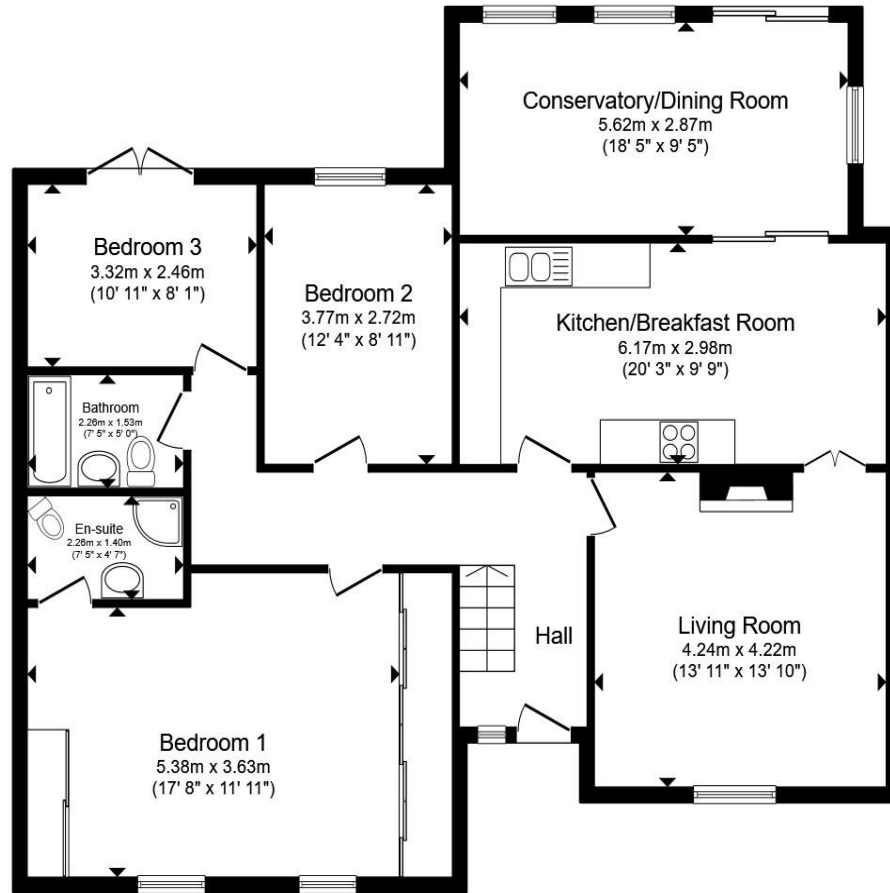 Conservatory/Dining Room
5.62m x 2.87m
(18' 5" x 9' 5")
Bedroom 3
3.32m x 2.46m
(10' 11" x 8' 1")
Bedroom 2
3.77m x 2.72m
(12' 4" x 8' 11")
Kitchen/Breakfast Room
6.17m x 2.98m
(20' 3" x 9' 9")
Bathroom
2.26m x 1.53m
(7' 5" x 5' 0")
En-suite
2.26m x 1.40m
(7' 5" x 4' 7")
Hall
Living Room
4.24m x 4.22m
(13' 11" x 13' 10")
Bedroom 1
5.38m x 3.63m
(17' 8" x 11' 11")